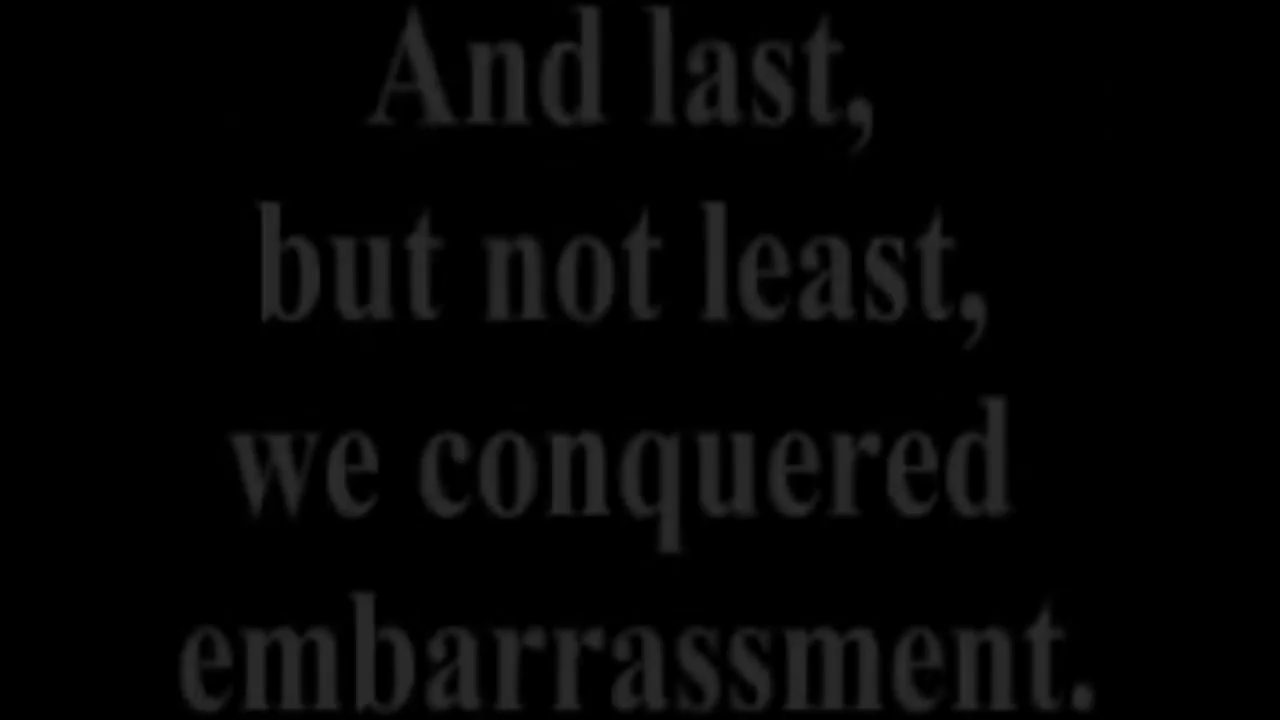 And last,
but not least,
we conquered
embarrassment.